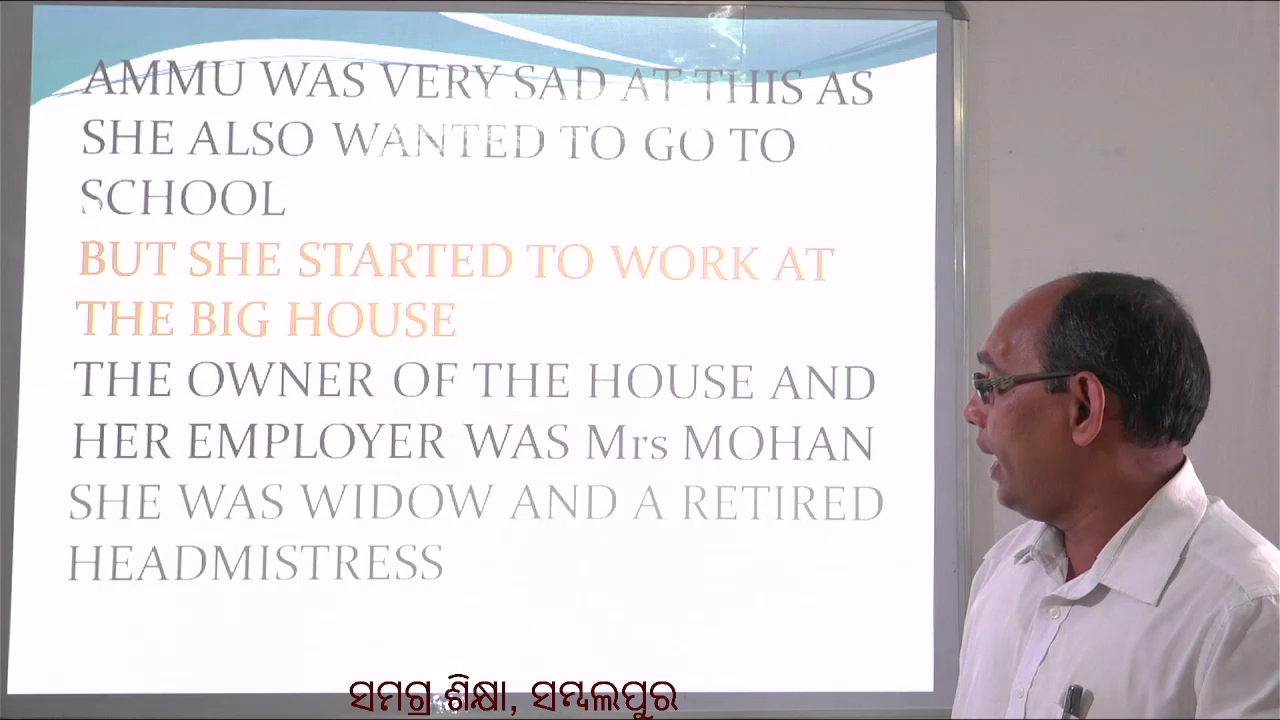 AMMU WAS VERY SAD AT THIS AS
SHE ALSO WANTED TO GO TO
SCHOOL
BUT SHE STARTED TO WORK AT
THE BIG HOUSE
THE OWNER OF THE HOUSE AND
HER EMPLOYER WAS Mrs MOHAN
SHE WAS WIDOW AND A RETIRED
HEADMISTRESS
ସମଗ୍ର ଶିକ୍ଷା, ସମ୍ବଲପୁର